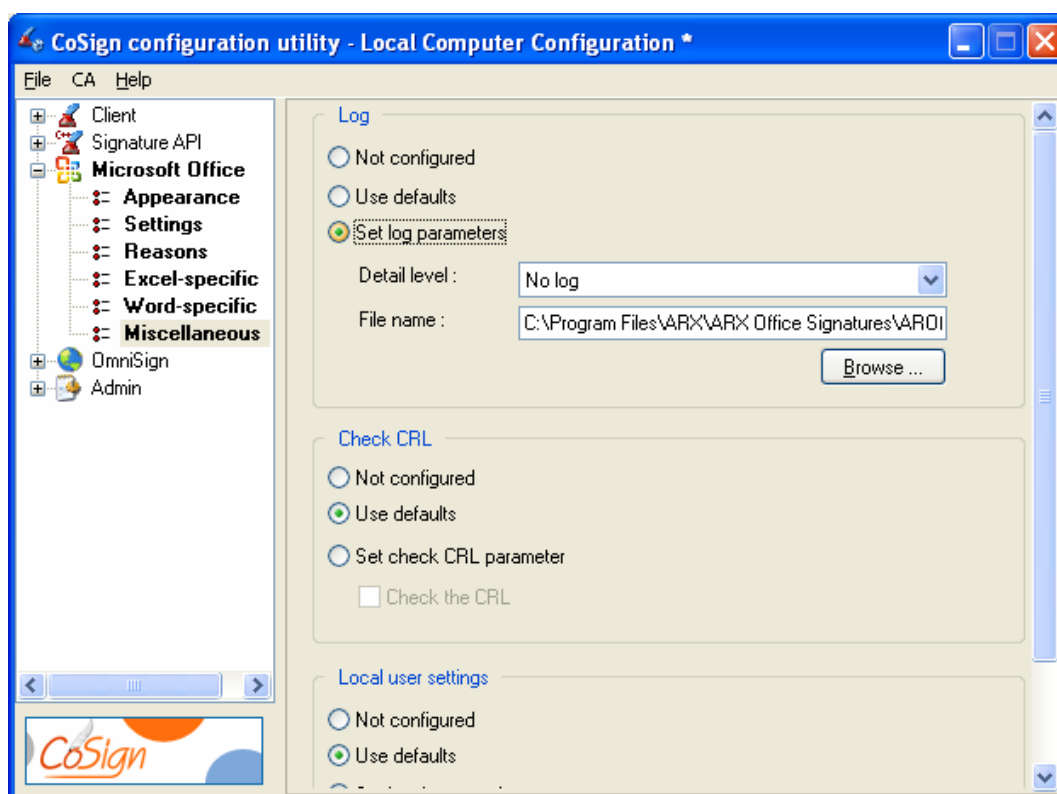 CoSign configuration utility - Local Computer Configuration *
File CA Help
Client
Signature API
Microsoft Office
Appearance
Settings
Reasons
Excel-specific
Word-specific
Miscellaneous
OmniSign
Admin
CoSign
Log
Not configured
Use defaults
Set log parameters
Detail level : No log
File name : C:\Program Files\ARX\ARX Office Signatures\
Browse ...
Check CRL
Not configured
Use defaults
Set check CRL parameter
Check the CRL
Local user settings
Not configured
Use defaults